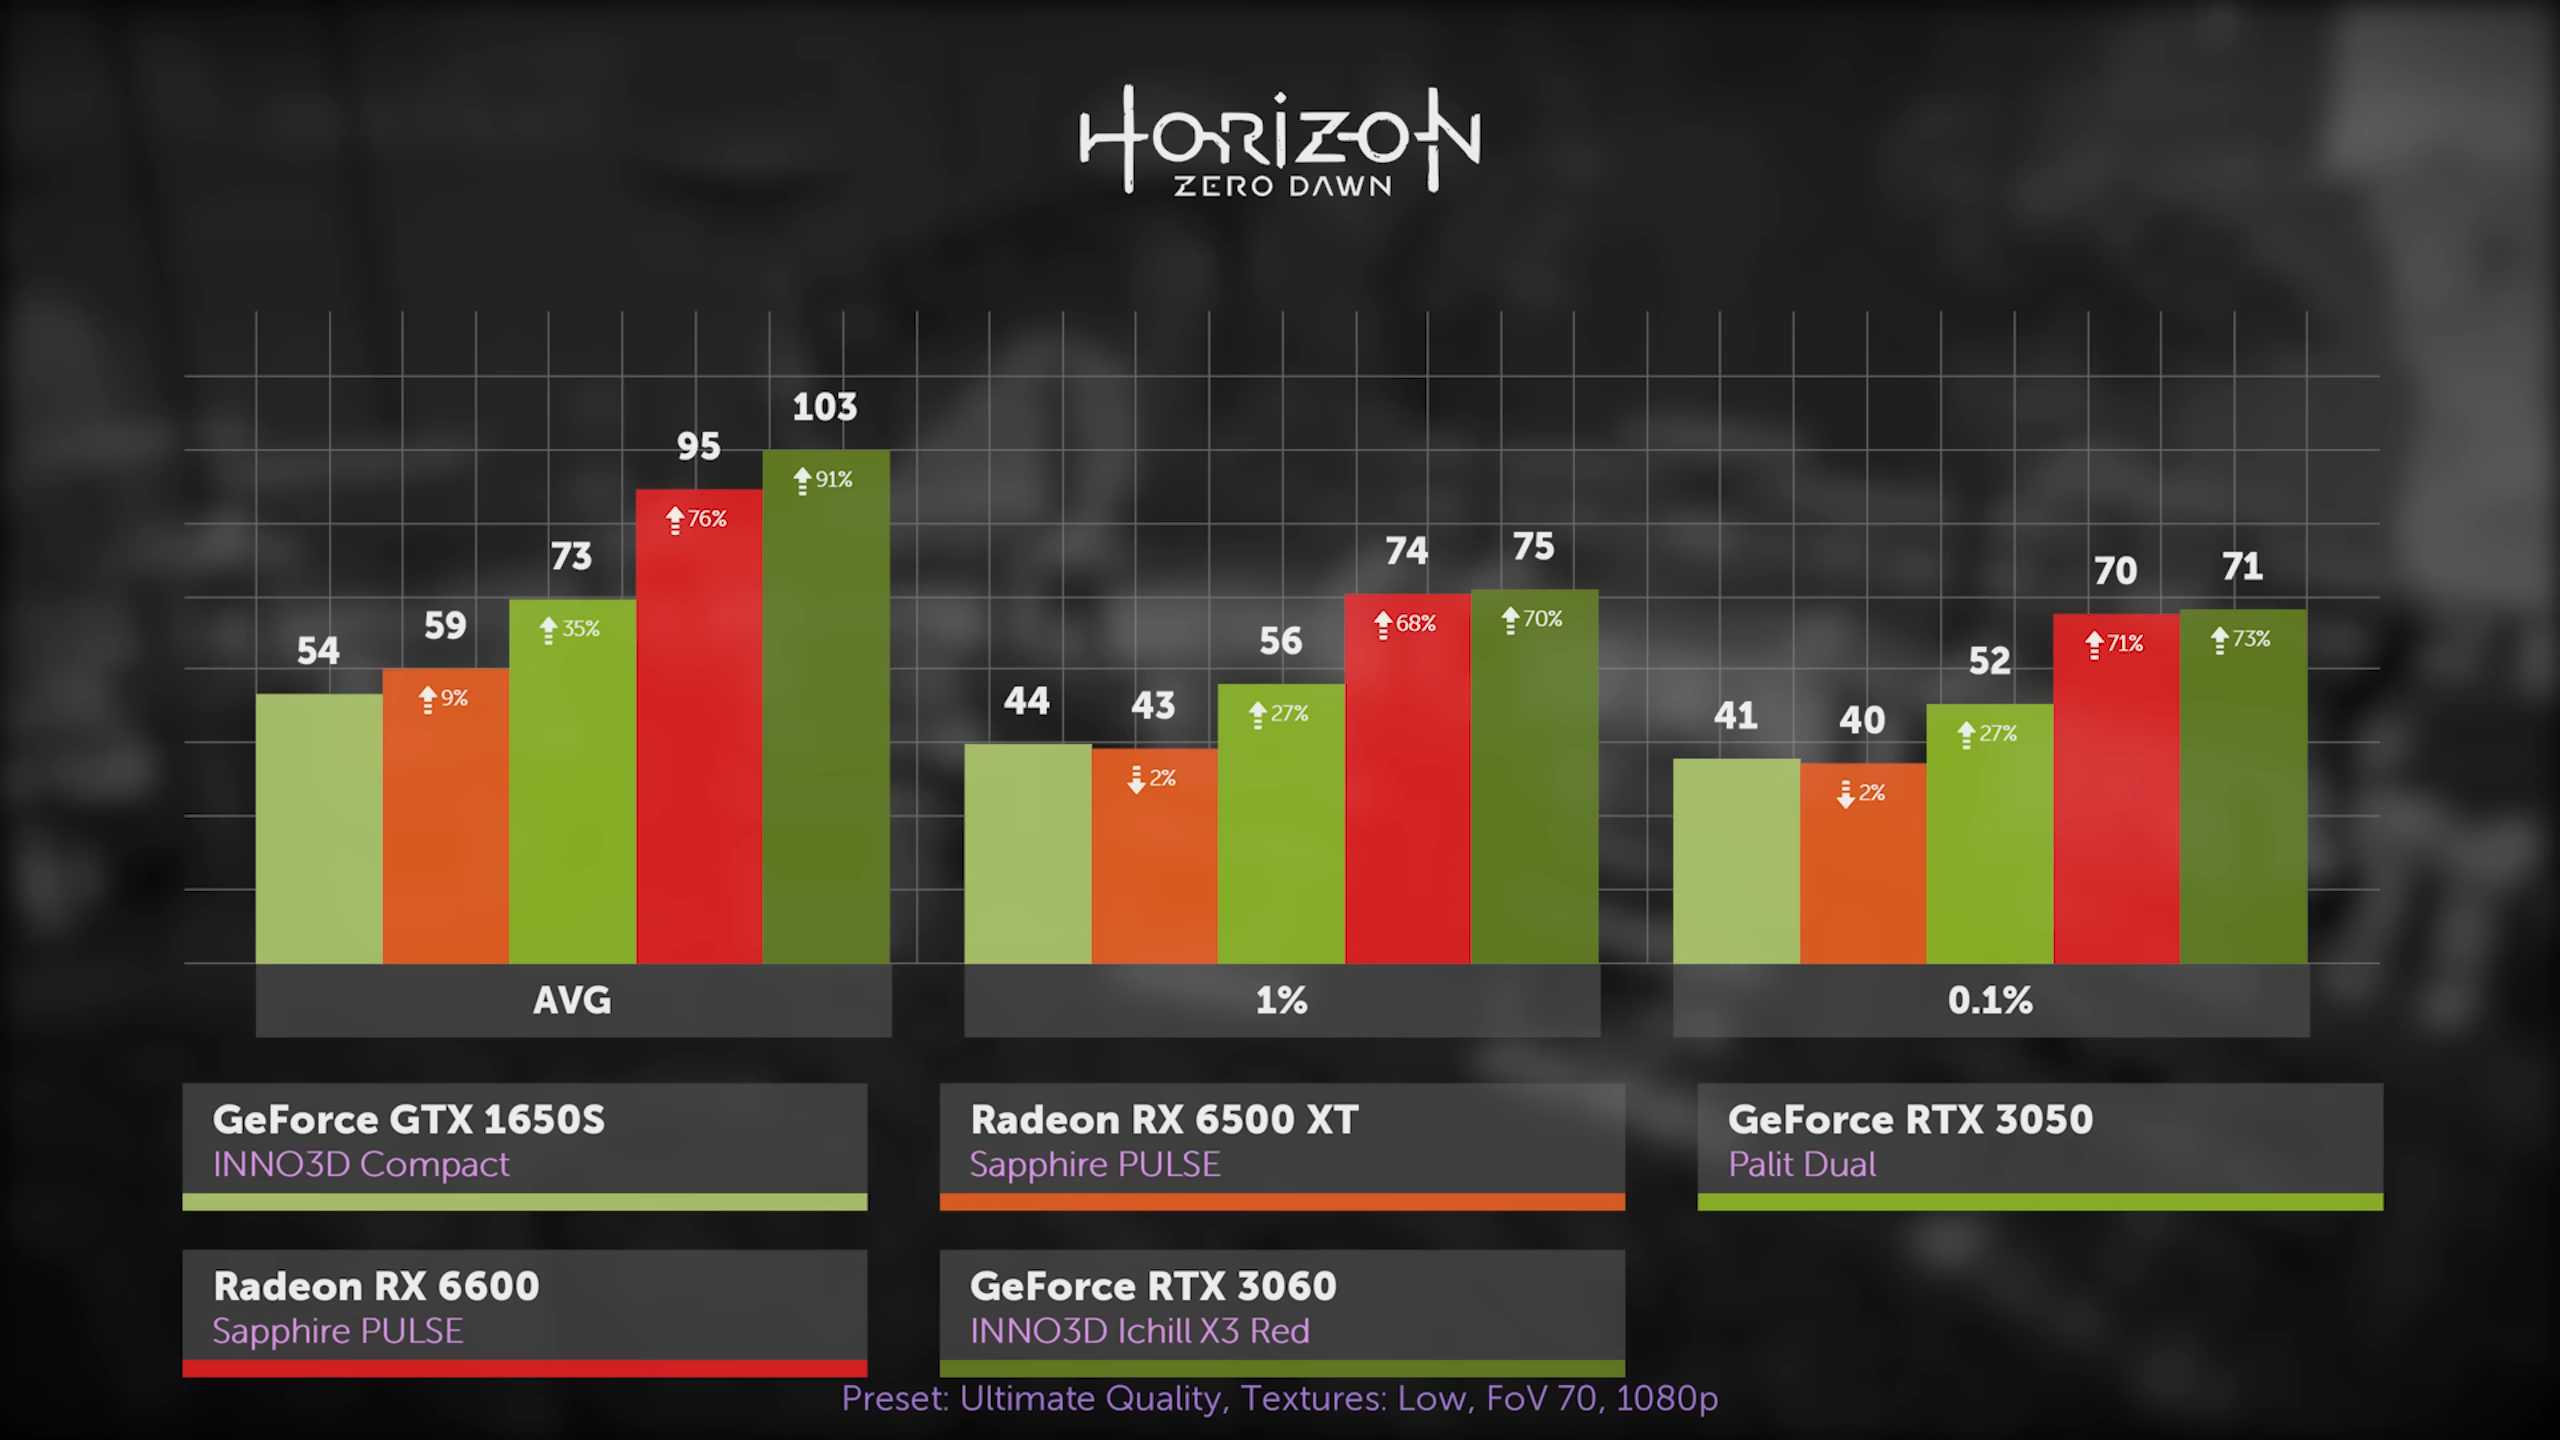 HORIZON
ZERO DAWN
54
59
9%
73
35%
95
76%
103
91%
AVG
44
43
2%
56
27%
74
68%
75
70%
1%
41
40
2%
52
27%
70
71%
71
73%
0.1%
GeForce GTX 1650S
INNO3D Compact
Radeon RX 6500 XT
Sapphire PULSE
GeForce RTX 3050
Palit Dual
Radeon RX 6600
Sapphire PULSE
GeForce RTX 3060
INNO3D Ichill X3 Red
Preset: Ultimate Quality, Textures: Low, FoV 70, 1080p